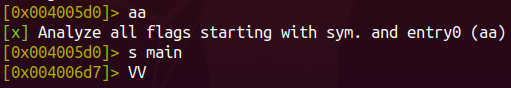 [0x004005d0]> aa
[x] Analyze all flags starting with sym. and entry0 (aa)
[0x004005d0]> s main
[0x004006d7]> VV